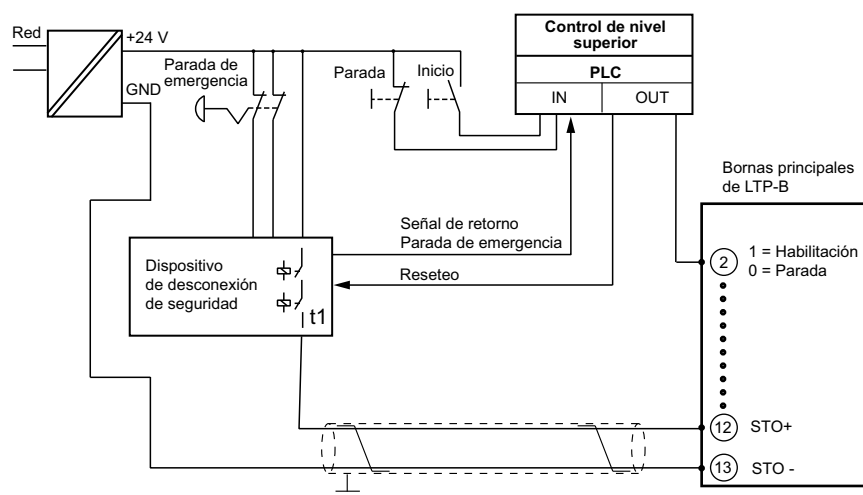 Red
+24 V
GND
Parada de
emergencia
Parada
Inicio
Control de nivel
superior
PLC
IN
OUT
Bornas principales
de LTP-B
Señal de retorno
Parada de emergencia
Reseteo
Dispositivo
de desconexión
de seguridad
t1
2
1 = Habilitación
0 = Parada
12
STO+
13
STO -